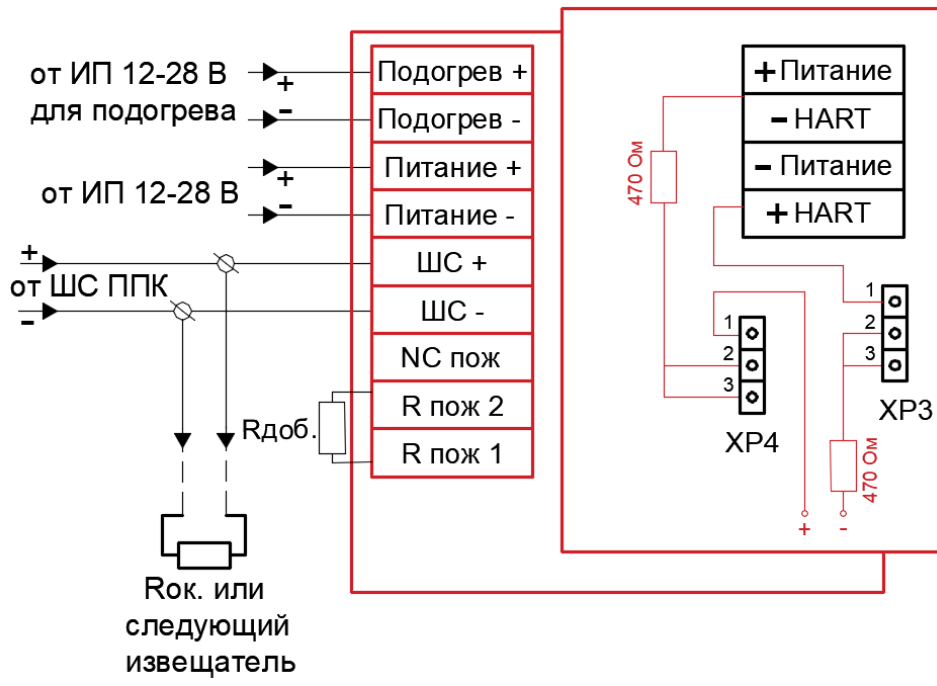 от ИП 12-28 В
для подогрева
+
-
от ИП 12-28 В
+
-
+
от ШС ППК
-
Подогрев +
Подогрев -
Питание +
Питание -
ШС +
ШС -
NC пож
R пож 2
R пож 1
Rдоб.
Rок. или
следующий
извещатель
+ Питание
- HART
- Питание
+ HART
470 Ом
1
2
3
XP4
1
2
3
XP3
470 Ом
+
-